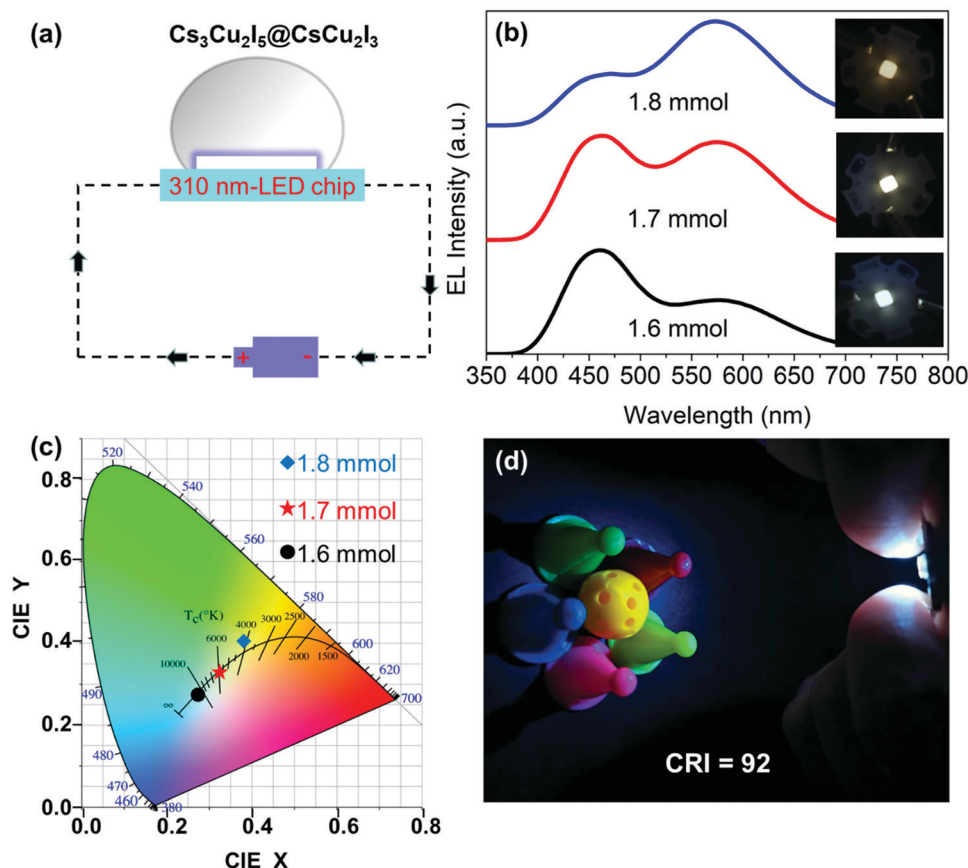 (a)
Cs₃Cu₂I₅@CsCu₂I₃
310 nm-LED chip
+
-
(b)
EL Intensity (a.u.)
1.8 mmol
1.7 mmol
1.6 mmol
350 400 450 500 550 600 650 700 750 800
Wavelength (nm)
(c)
CIE Y
0.8
0.6
0.4
0.2
0.0
0.0 0.2 0.4 0.6 0.8
CIE X
1.8 mmol
1.7 mmol
1.6 mmol
520
540
560
580
600
620
700
490
480
470
460
380
Tc(°K)
∞
10000
6000
4000
3000
2500
2000
1500
(d)
CRI = 92